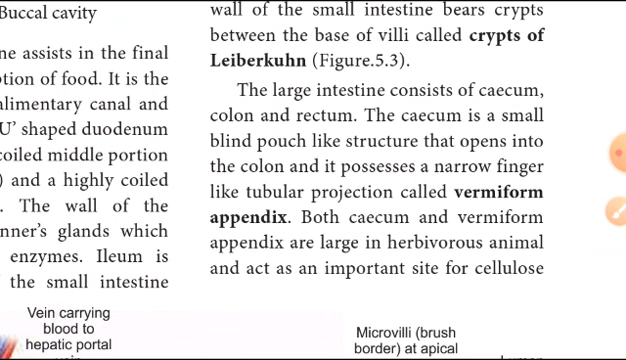 Buccal cavity
ne assists in the final
tion of food. It is the
alimentary canal and
U’ shaped duodenum
coiled middle portion
) and a highly coiled
. The wall of the
nner’s glands which
enzymes. Ileum is
the small intestine
wall of the small intestine bears crypts
between the base of villi called crypts of
Leiberkuhn (Figure.5.3).
The large intestine consists of caecum,
colon and rectum. The caecum is a small
blind pouch like structure that opens into
the colon and it possesses a narrow finger
like tubular projection called vermiform
appendix. Both caecum and vermiform
appendix are large in herbivorous animal
and act as an important site for cellulose
Vein carrying
blood to
hepatic portal
Microvilli (brush
border) at apical